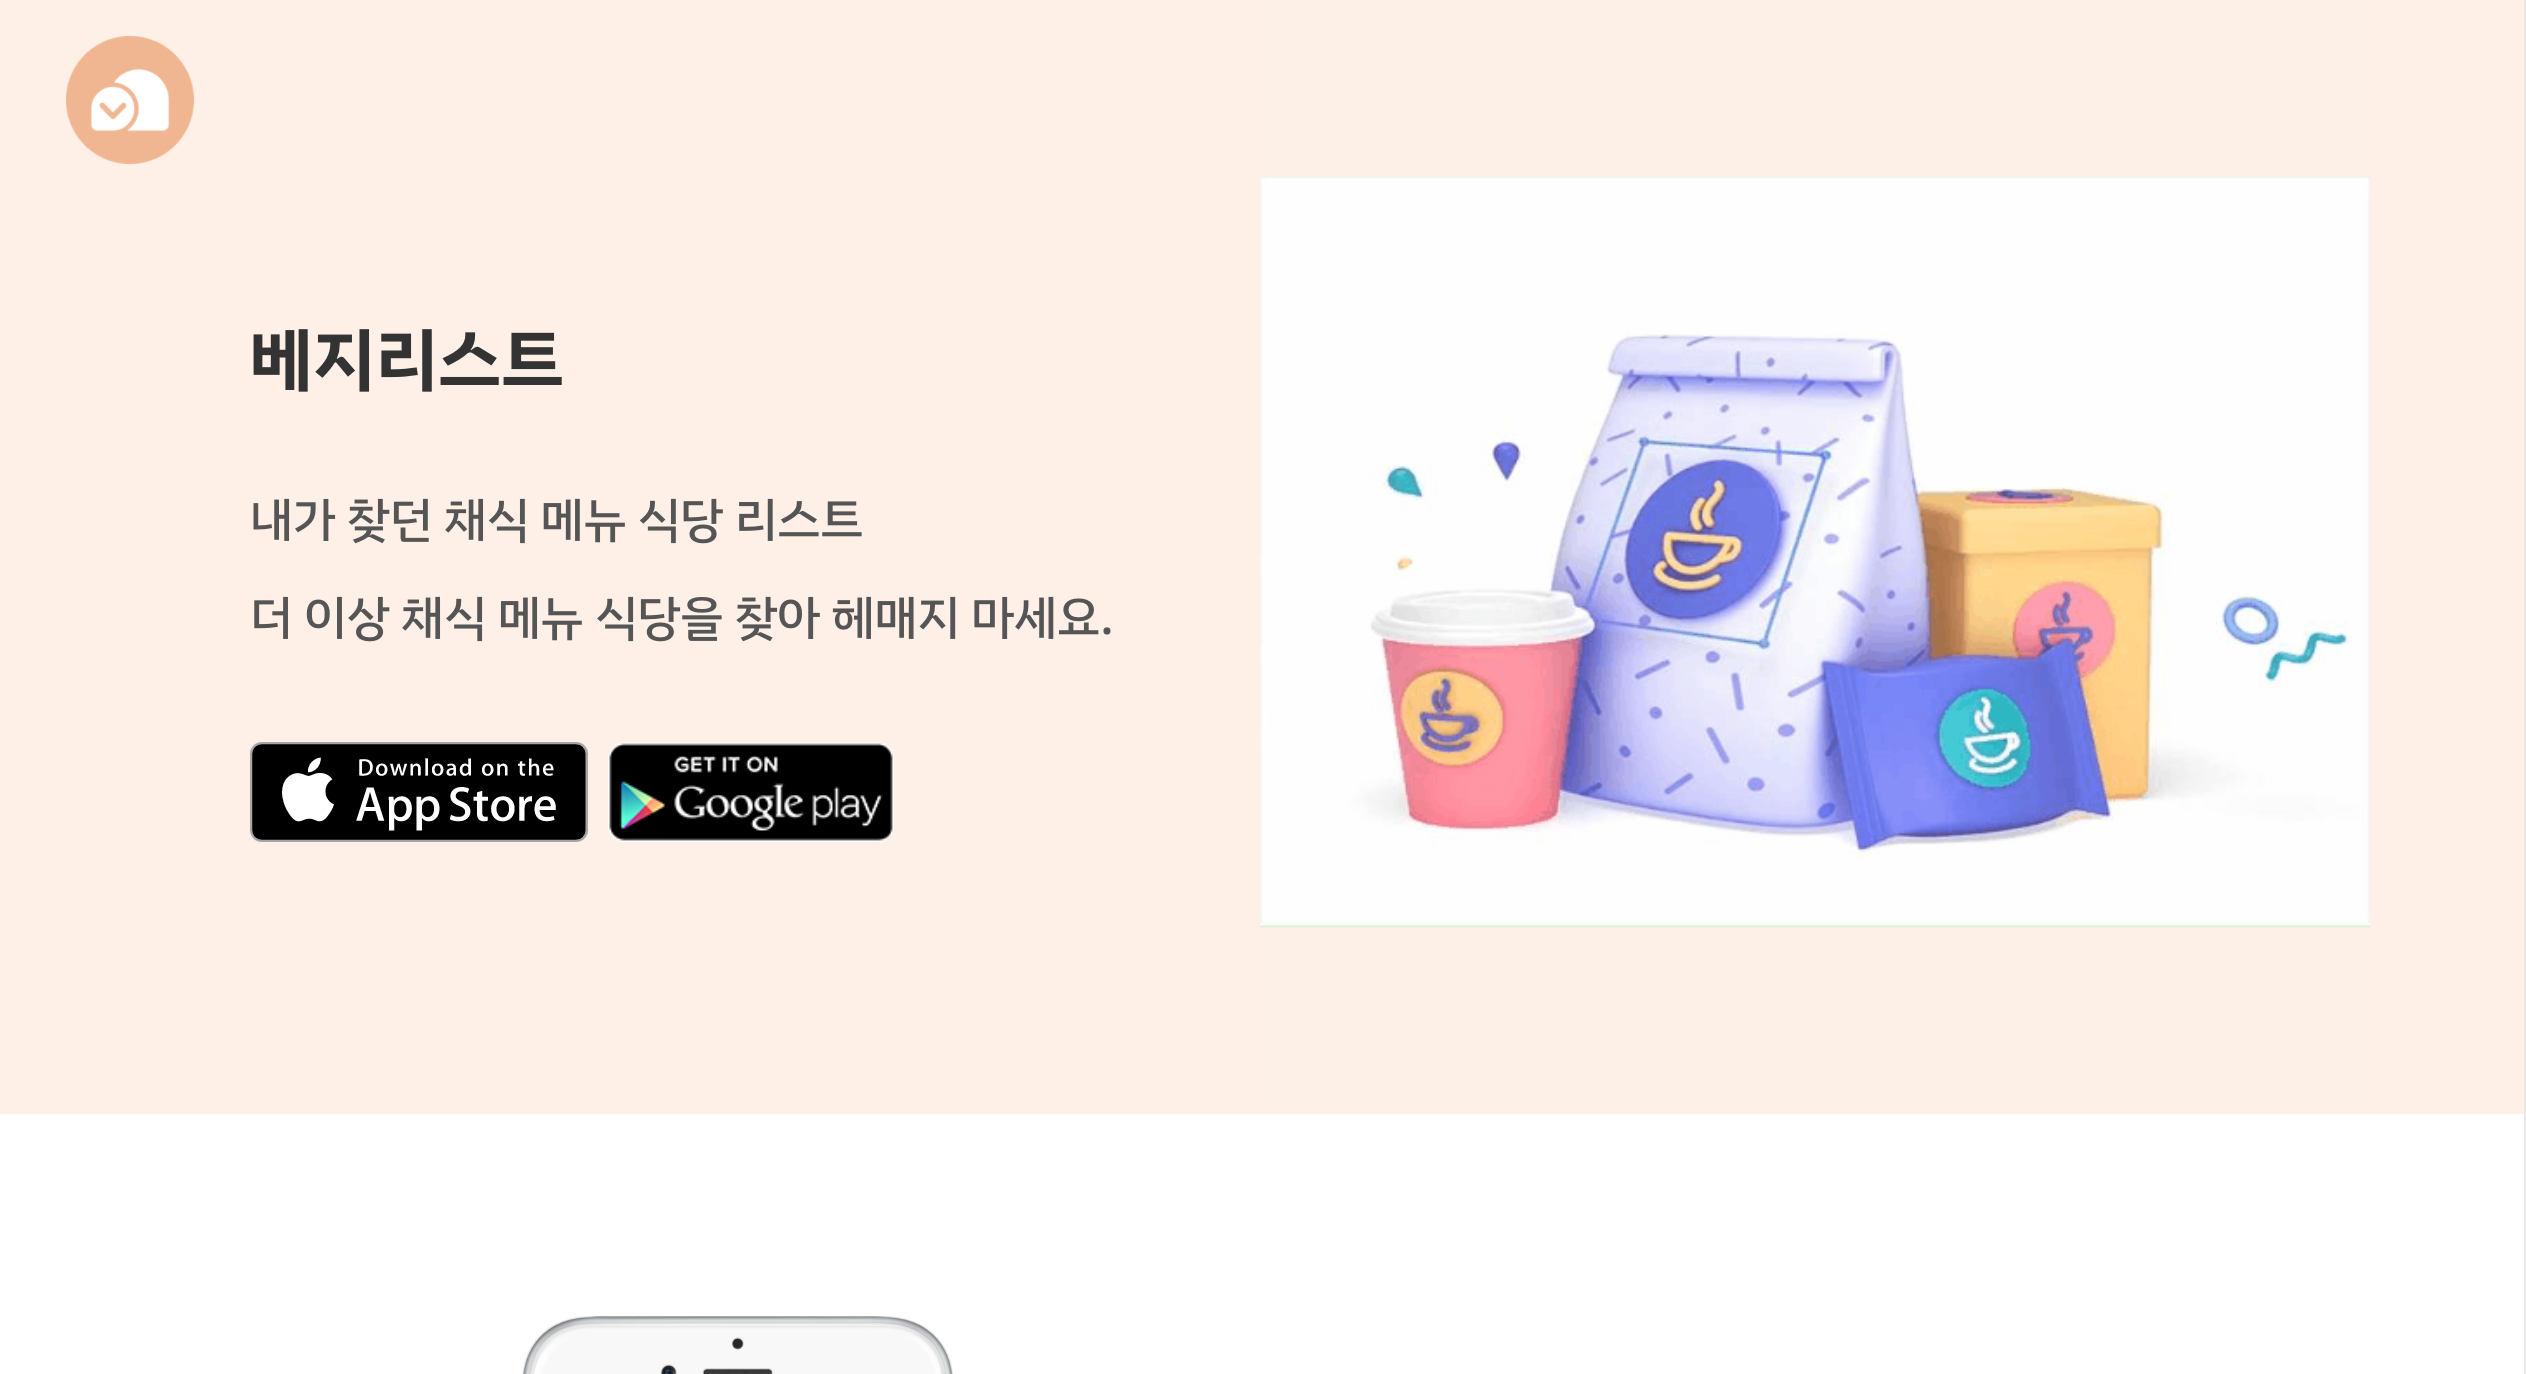 베지리스트
내가 찾던 채식 메뉴 식당 리스트
더 이상 채식 메뉴 식당을 찾아 헤매지 마세요.
Download on the
App Store
GET IT ON
Google play